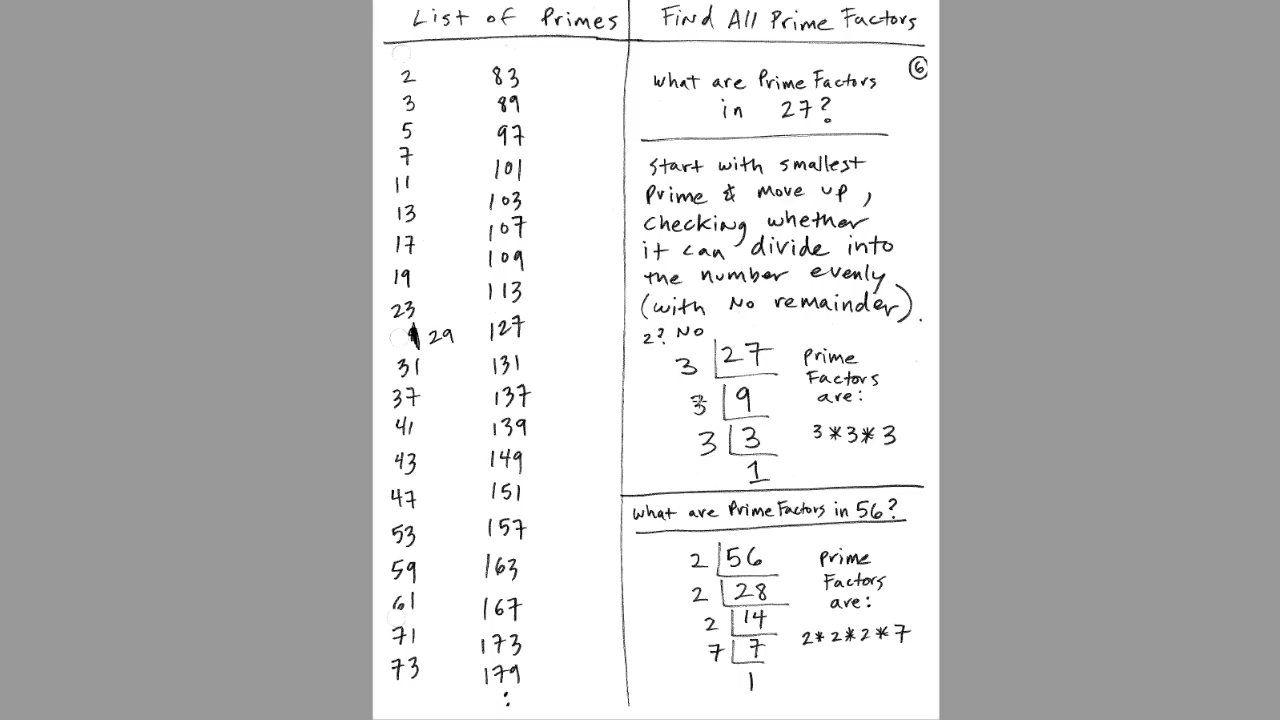 List of Primes
2 83
3 89
5 97
7 101
11 103
13 107
17 109
19 113
23 127
29 131
31 137
37 139
41 149
43 151
47 157
53 163
59 167
61 173
71 179
73 :
Find All Prime Factors
6
What are Prime Factors
in 27?
Start with smallest
Prime & move up,
checking whether
it can divide into
the number evenly
(with No remainder).
2? No
3 27
3 9
3 3
1
Prime
Factors
are:
3*3*3
What are Prime Factors in 56?
2 56
2 28
2 14
7 7
1
Prime
Factors
are:
2*2*2*7